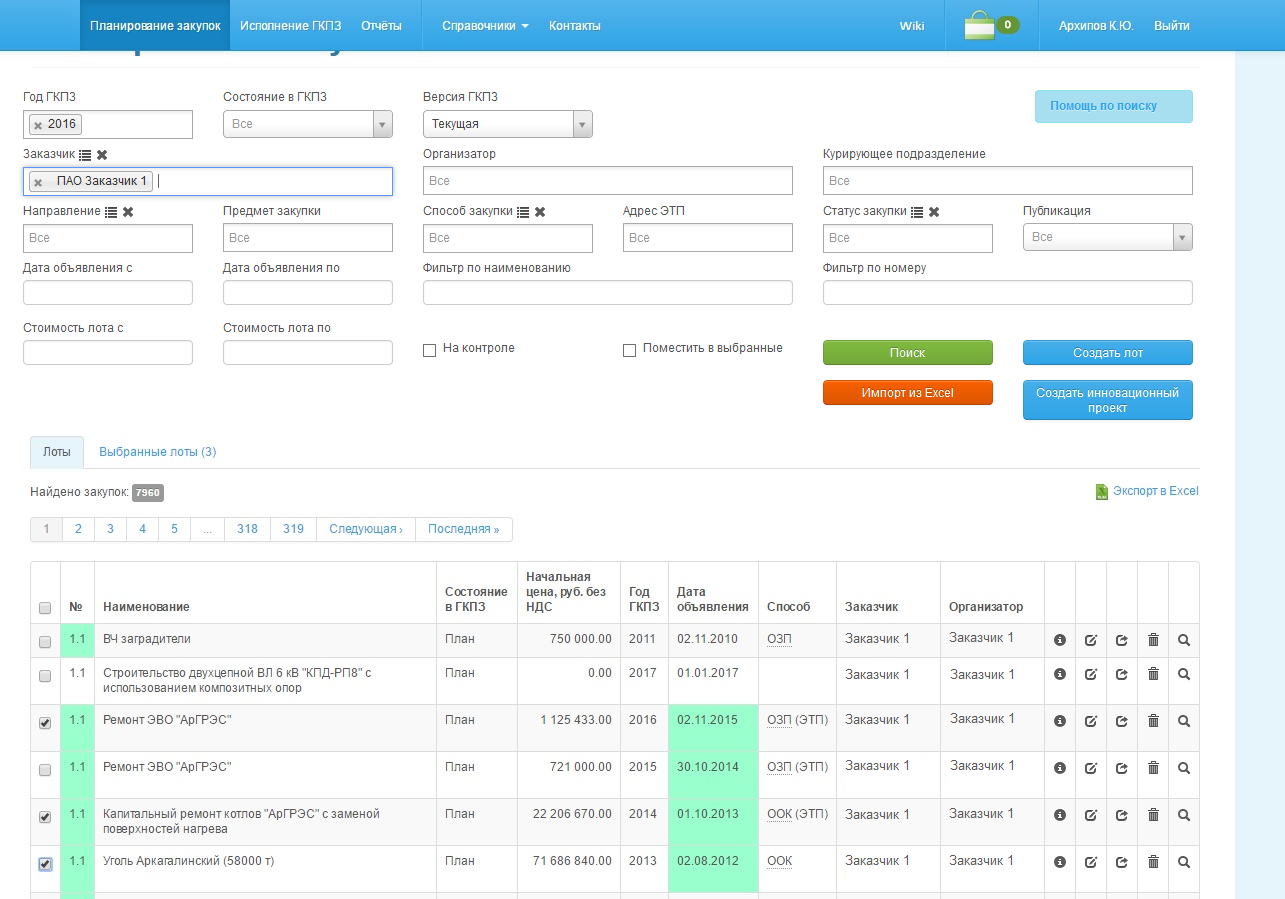 Планирование закупок Исполнение ГКПЗ Отчёты Справочники Контакты Wiki 0 Архипов К.Ю. Выйти
Год ГКПЗ Состояние в ГКПЗ Версия ГКПЗ
2016 Все Текущая Помощь по поиску
Заказчик Организатор Курирующее подразделение
ПАО Заказчик 1 Все Все
Направление Предмет закупки Способ закупки Адрес ЭТП Статус закупки Публикация
Все Все Все Все Все Все
Дата объявления с Дата объявления по Фильтр по наименованию Фильтр по номеру
Стоимость лота с Стоимость лота по
На контроле Поместить в выбранные Поиск Создать лот
Импорт из Excel Создать инновационный
проект
Лоты Выбранные лоты (3)
Найдено закупок: 7960 Экспорт в Excel
1 2 3 4 5 ... 318 319 Следующая › Последняя »
№ Наименование Состояние в ГКПЗ Начальная цена, руб. без НДС Год ГКПЗ Дата объявления Способ Заказчик Организатор
1.1 ВЧ заградители План 750 000.00 2011 02.11.2010 ОЗП Заказчик 1 Заказчик 1
1.1 Строительство двухцепной ВЛ 6 кВ "КПД-РП8" с План 0.00 2017 01.01.2017 Заказчик 1 Заказчик 1
использованием композитных опор
1.1 Ремонт ЭВО "АрГРЭС" План 1 125 433.00 2016 02.11.2015 ОЗП (ЭТП) Заказчик 1 Заказчик 1
1.1 Ремонт ЭВО "АрГРЭС" План 721 000.00 2015 30.10.2014 ОЗП (ЭТП) Заказчик 1 Заказчик 1
1.1 Капитальный ремонт котлов "АрГРЭС" с заменой План 22 206 670.00 2014 01.10.2013 ООК (ЭТП) Заказчик 1 Заказчик 1
поверхностей нагрева
1.1 Уголь Аркагалинский (58000 т) План 71 686 840.00 2013 02.08.2012 ООК Заказчик 1 Заказчик 1